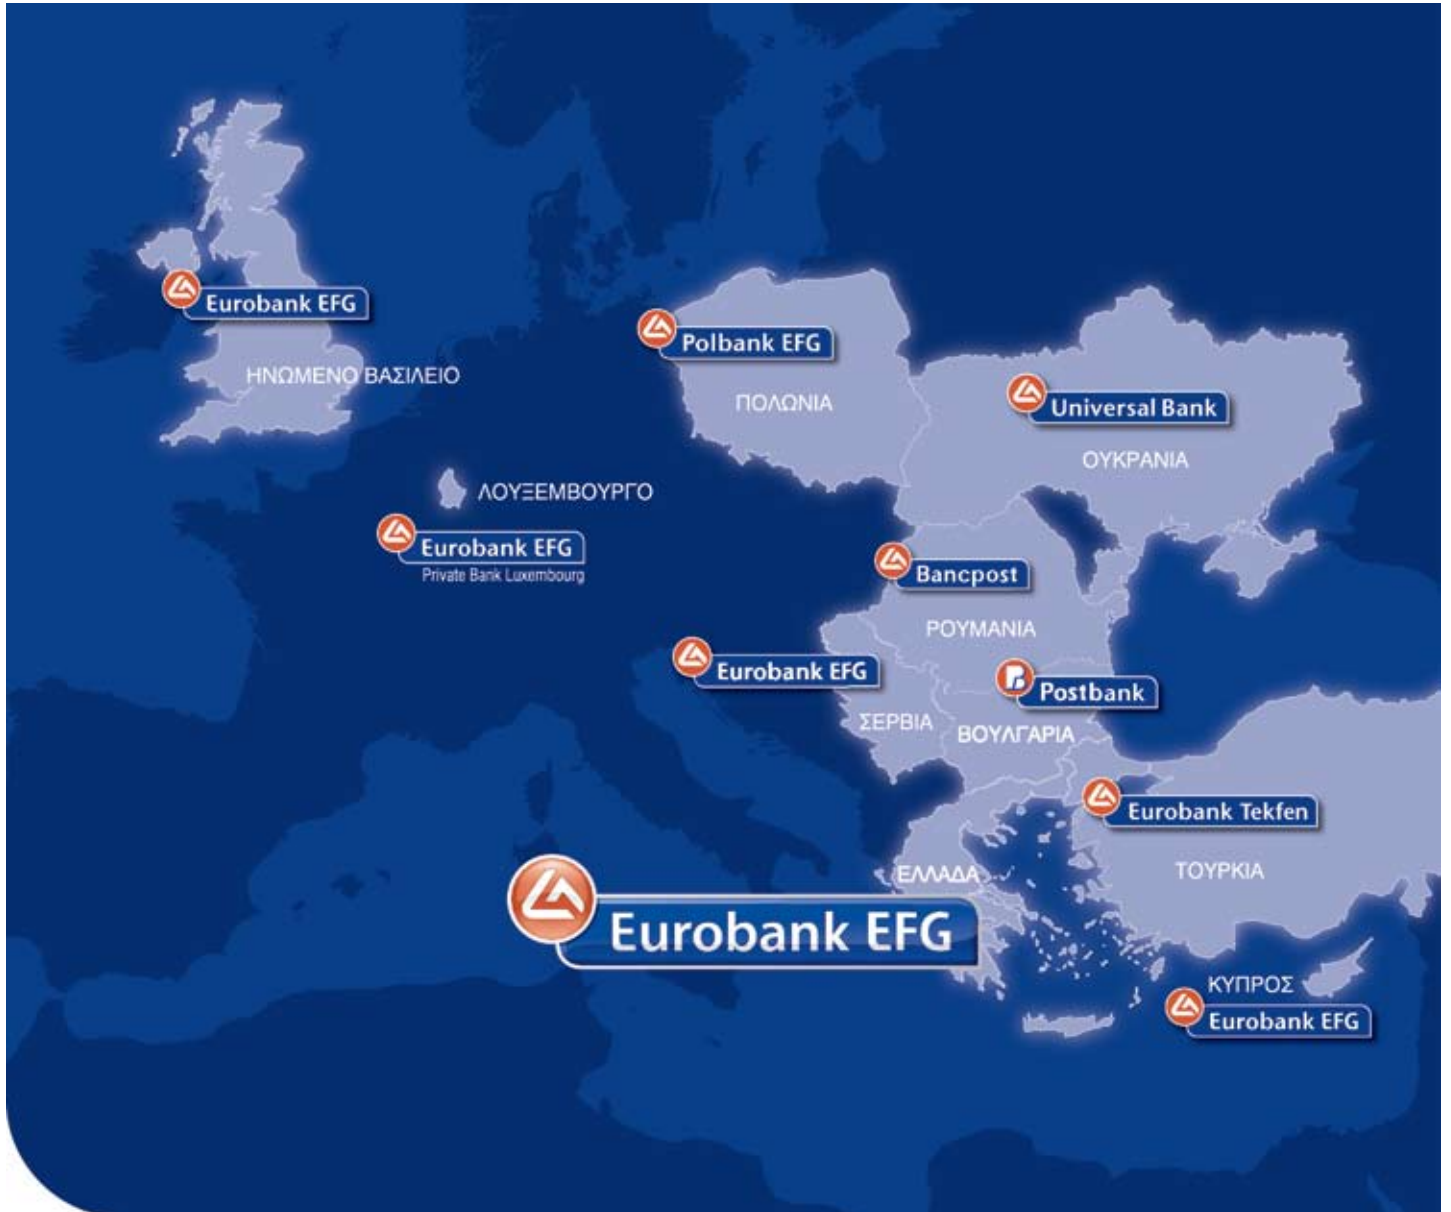 Eurobank EFG
ΗΝΩΜΕΝΟ ΒΑΣΙΛΕΙΟ
Polbank EFG
ΠΟΛΩΝΙΑ
Universal Bank
ΟΥΚΡΑΝΙΑ
ΛΟΥΞΕΜΒΟΥΡΓΟ
Eurobank EFG
Private Bank Luxembourg
Bancpost
ΡΟΥΜΑΝΙΑ
Eurobank EFG
ΣΕΡΒΙΑ
Postbank
ΒΟΥΛΓΑΡΙΑ
Eurobank Tekfen
ΤΟΥΡΚΙΑ
ΕΛΛΑΔΑ
Eurobank EFG
ΚΥΠΡΟΣ
Eurobank EFG